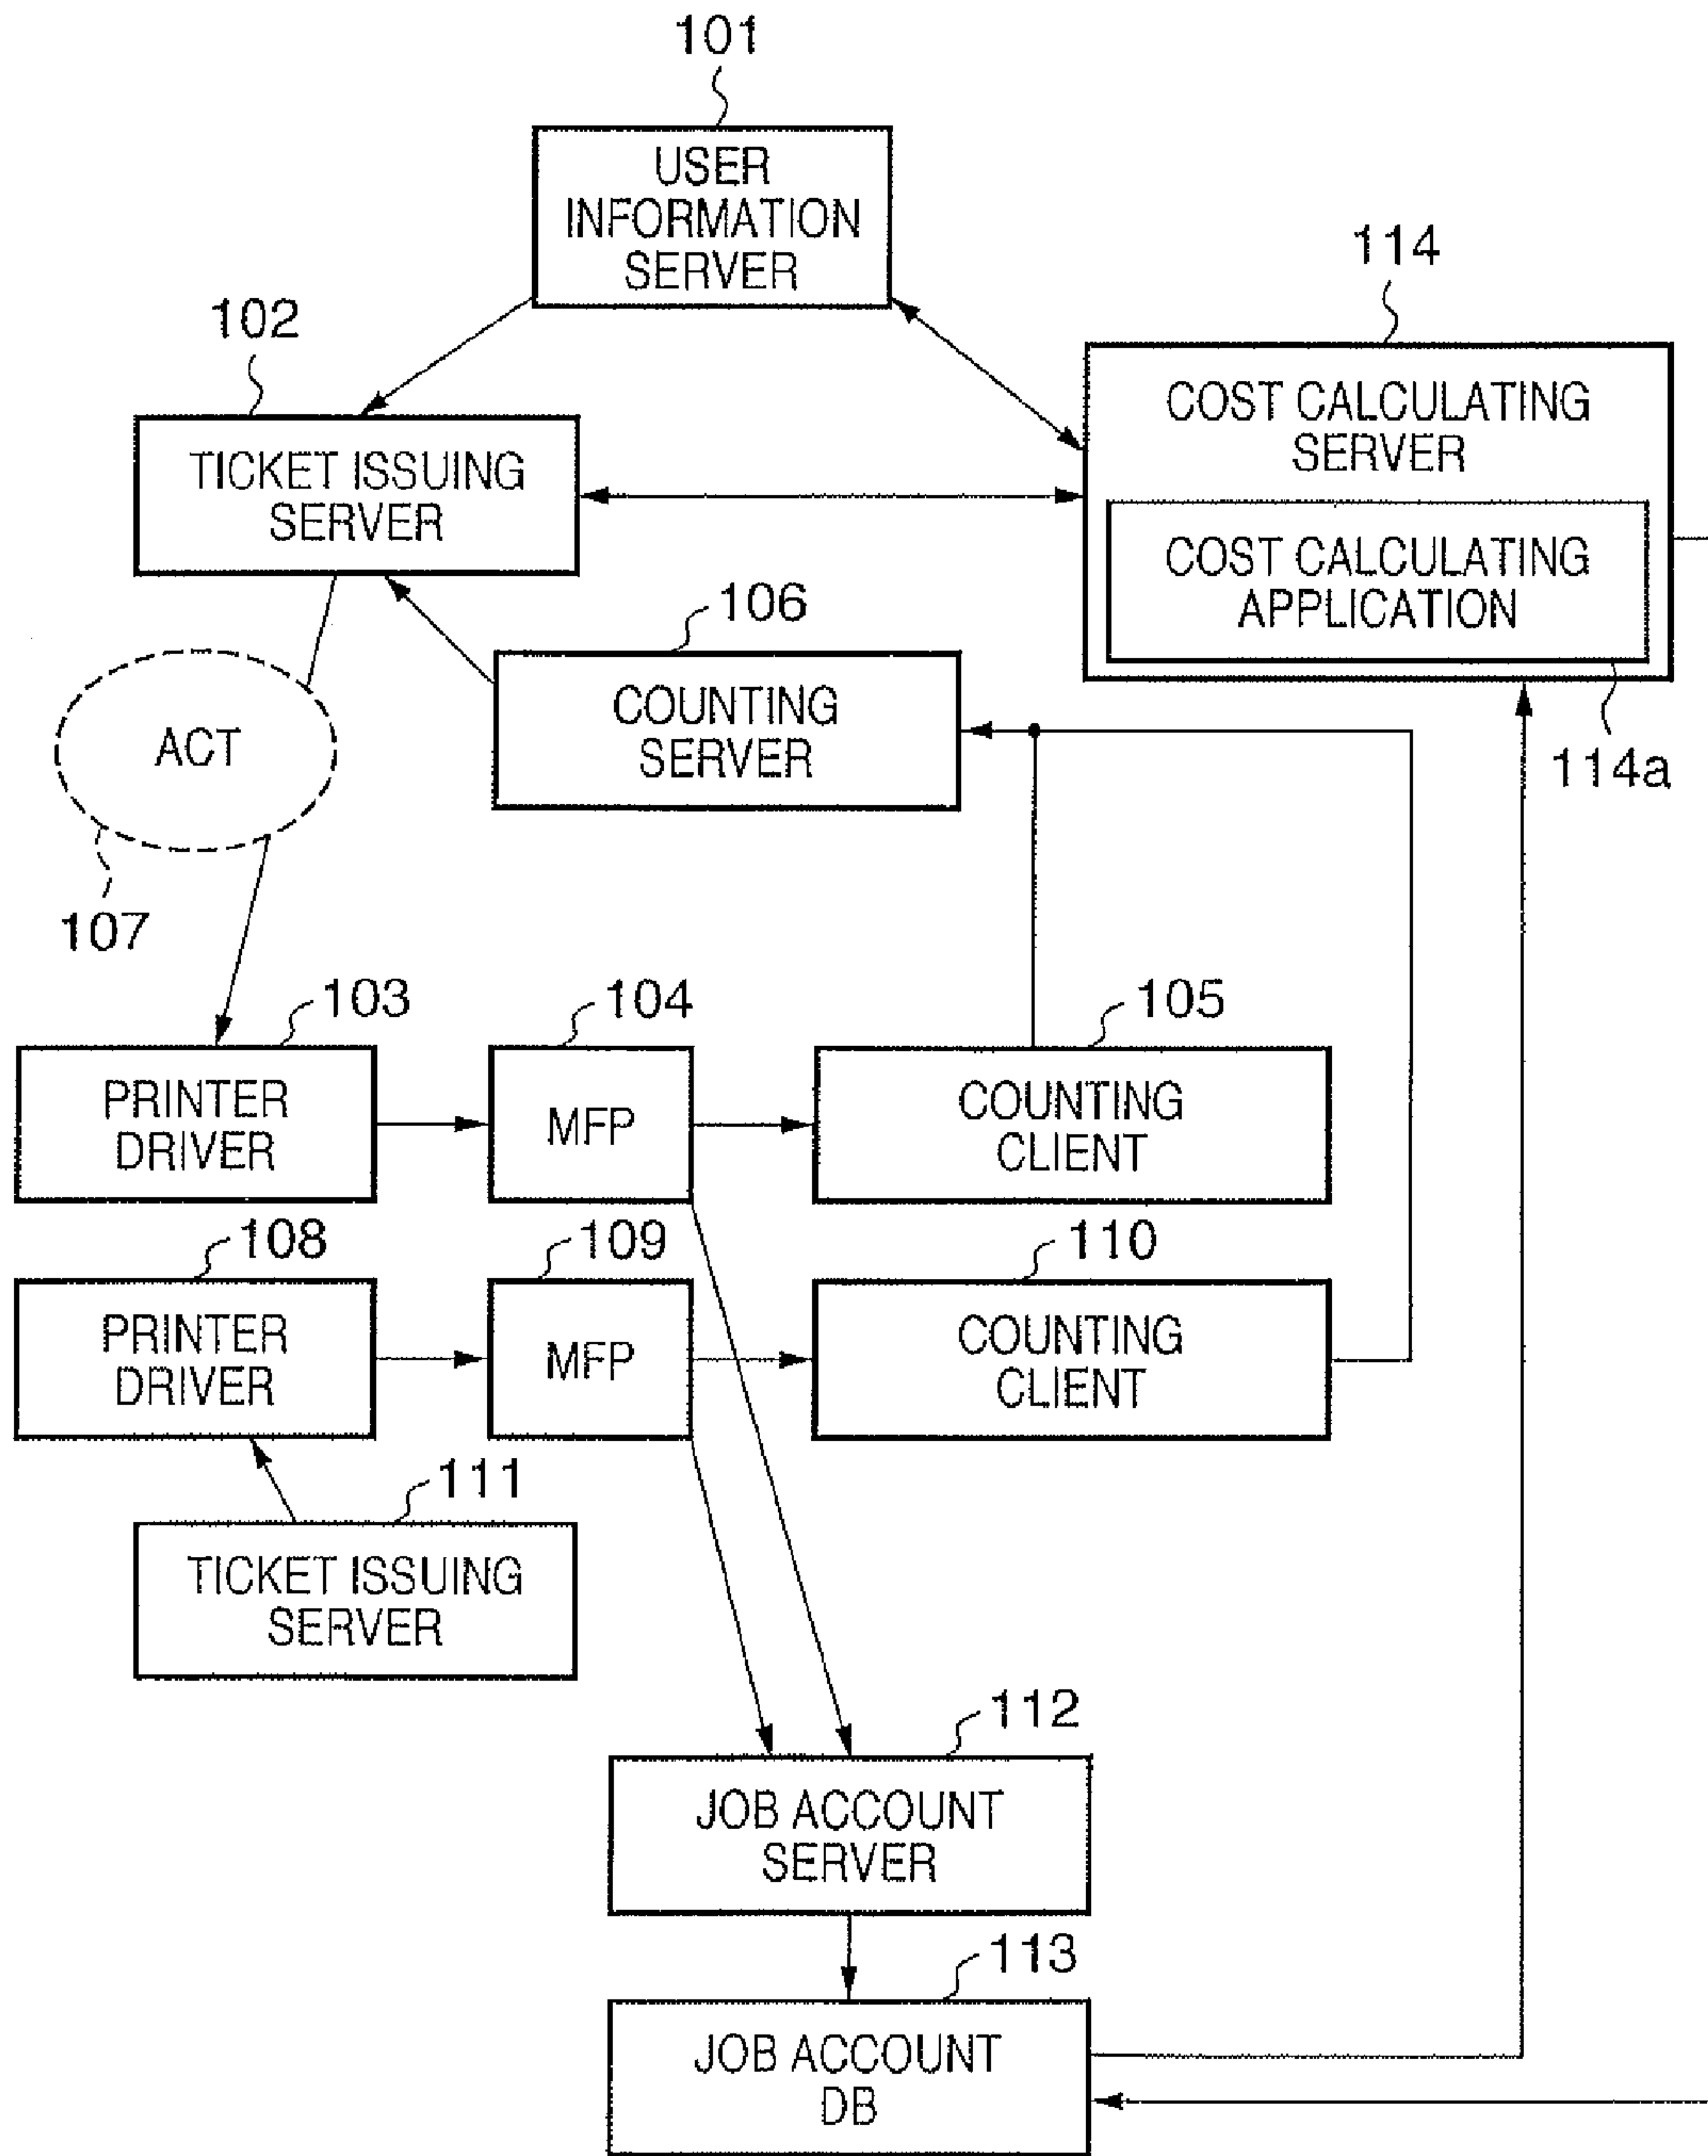 101
USER
INFORMATION
SERVER
114
102
COST CALCULATING
SERVER
TICKET ISSUING
SERVER
COST CALCULATING
APPLICATION
106
COUNTING
SERVER
ACT
114a
107
103
104
105
PRINTER
DRIVER
MFP
COUNTING
CLIENT
108
109
110
PRINTER
DRIVER
MFP
COUNTING
CLIENT
111
TICKET ISSUING
SERVER
112
JOB ACCOUNT
SERVER
113
JOB ACCOUNT
DB